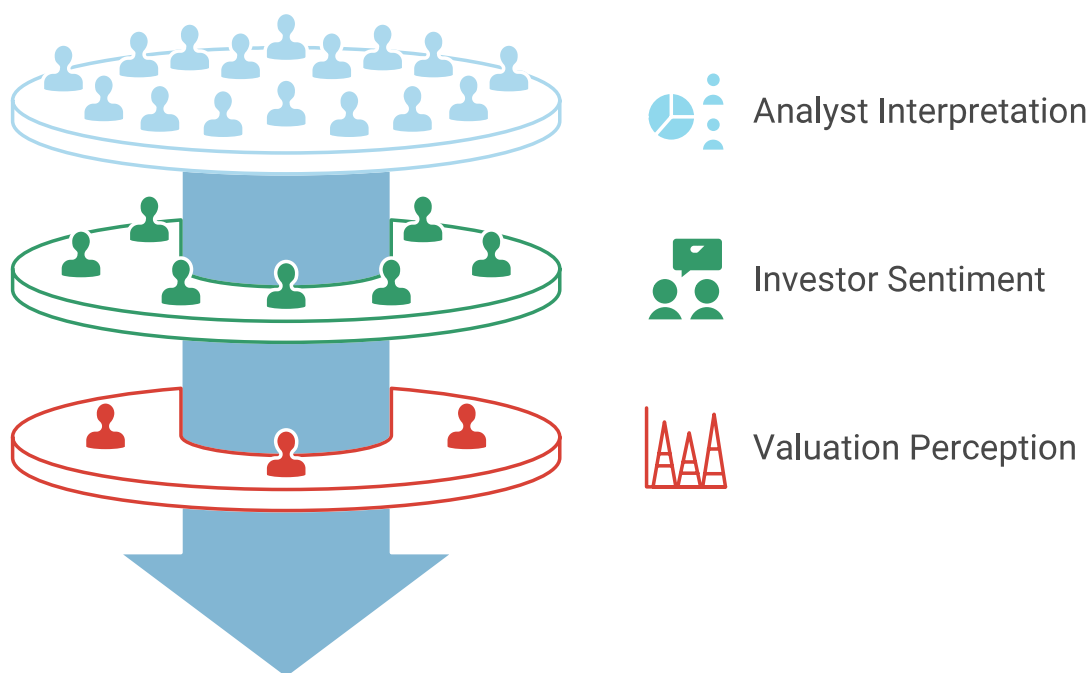 Analyst Interpretation
Investor Sentiment
Valuation Perception